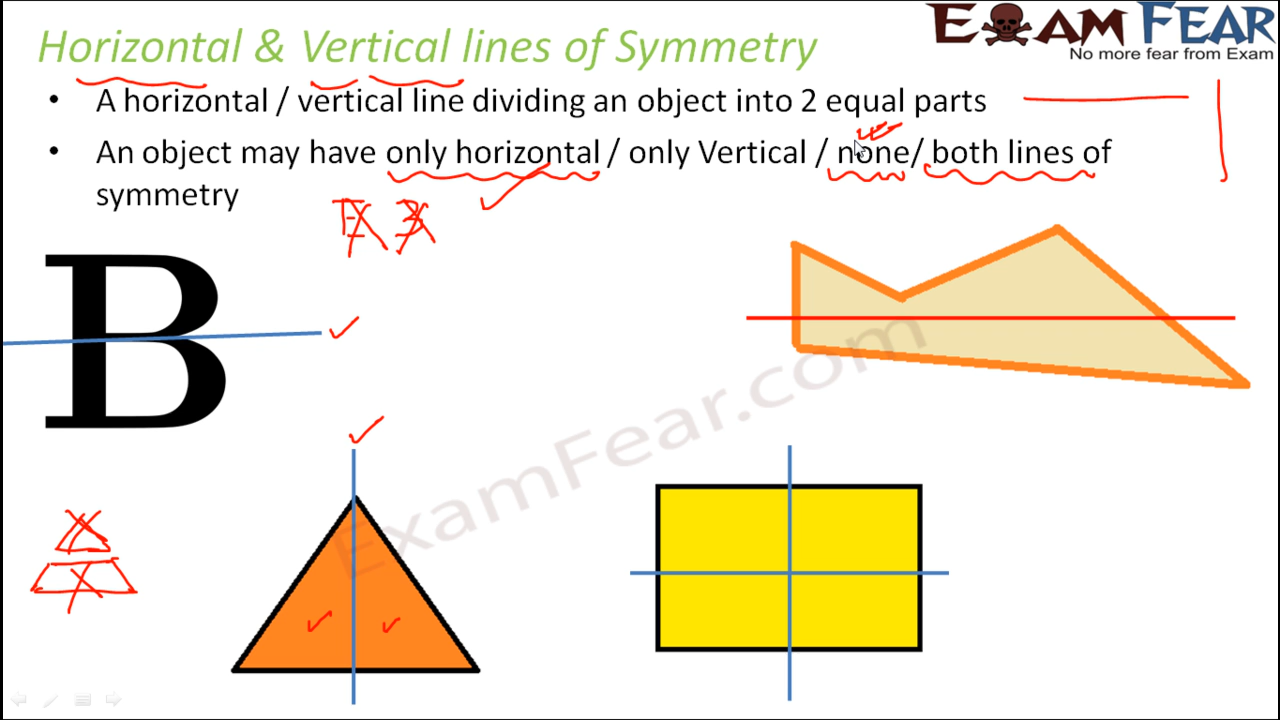 Horizontal & Vertical lines of Symmetry
EXAM FEAR
No more fear from Exam
• A horizontal / vertical line dividing an object into 2 equal parts
• An object may have only horizontal / only Vertical / none/ both lines of
symmetry
B
ExamFear.com